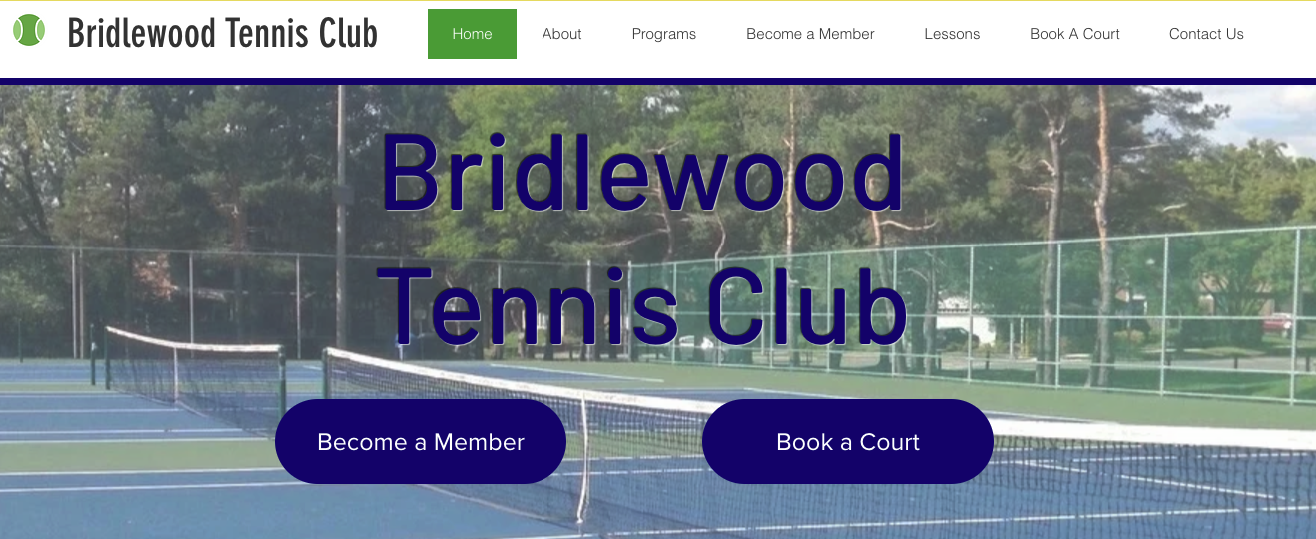 Bridlewood Tennis Club
Home About Programs Become a Member Lessons Book A Court Contact Us
Bridlewood
Tennis Club
Become a Member Book a Court